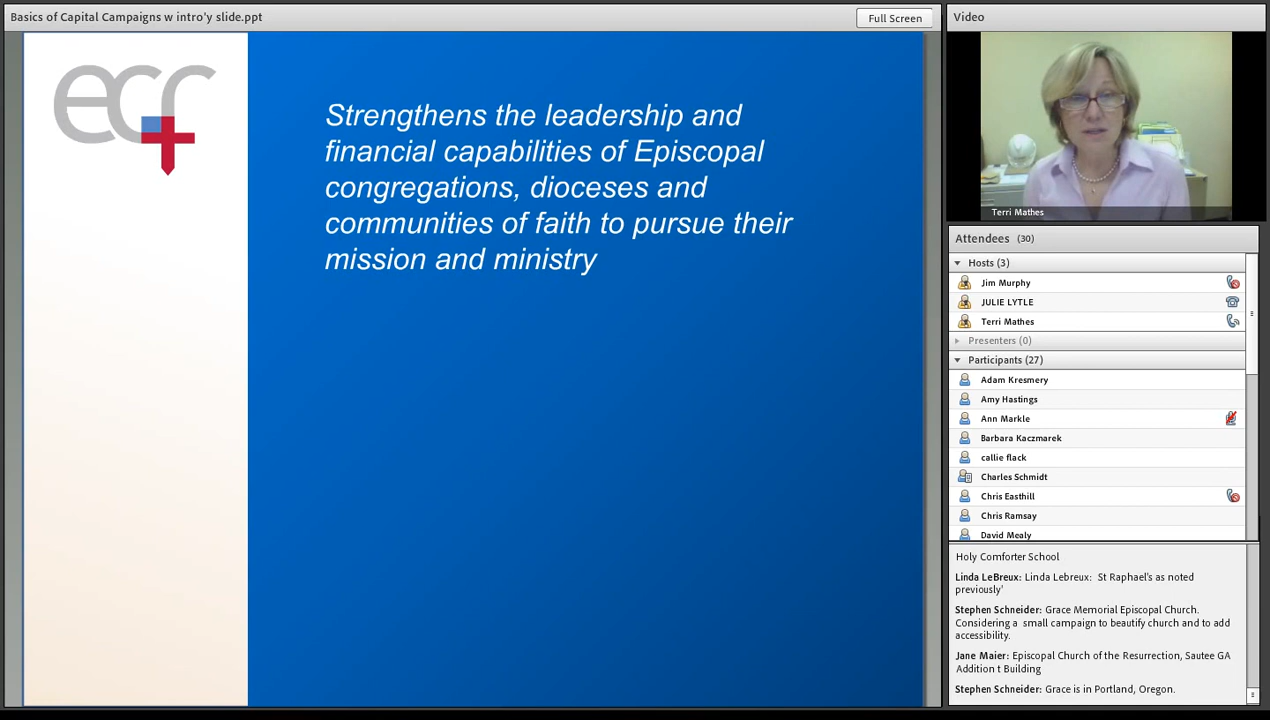 Basics of Capital Campaigns w intro'y slide.ppt
Full Screen
ecf
Strengthens the leadership and
financial capabilities of Episcopal
congregations, dioceses and
communities of faith to pursue their
mission and ministry
Video
Terri Mathes
Attendees (30)
Hosts (3)
Jim Murphy
JULIE LYTLE
Terri Mathes
Presenters (0)
Participants (27)
Adam Kresmery
Amy Hastings
Ann Markle
Barbara Kaczmarek
callie flack
Charles Schmidt
Chris Easthill
Chris Ramsay
David Mealy
Holy Comforter School
Linda LeBreux: Linda Lebreux: St Raphael's as noted
previously'
Stephen Schneider: Grace Memorial Episcopal Church.
Considering a small campaign to beautify church and to add
accessibility.
Jane Maier: Episcopal Church of the Resurrection, Sautee GA
Addition t Building
Stephen Schneider: Grace is in Portland, Oregon.